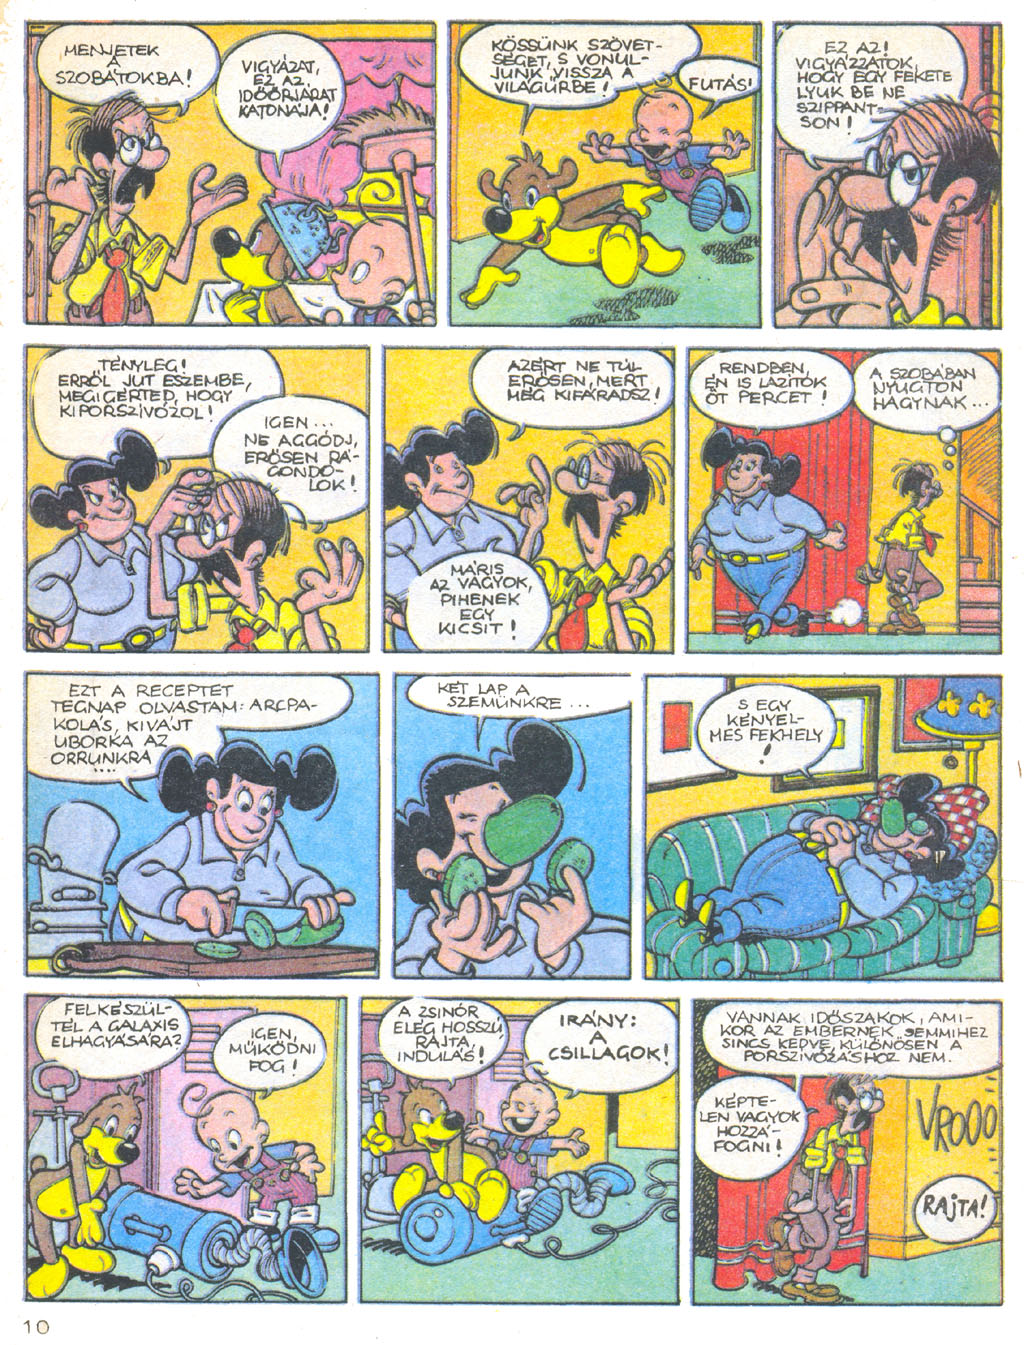 MENJETEK
A
SZOBÁTOKBA!
VIGYÁZAT,
EZ AZ
IDŐŐRJÁRAT
KATONÁJA!
KÖSSÜNK SZÖVET-
SÉGET, S VONUL-
JUNK VISSZA A
VILÁGŰRBE!
FUTÁS!
EZ AZ!
VIGYÁZZATOK,
HOGY EGY FEKETE
LYUK BE NE
SZIPPANT-
SON!
TÉNYLEG!
ERRŐL JUT ESZEMBE,
MEGÍGÉRTED, HOGY
KIPORSZÍVÓZOL!
IGEN...
NE AGGÓDJ,
ERŐSEN RÁ-
GONDO-
LOK!
AZÉRT NE TÚL
ERŐSEN, MERT
MÉG KIFÁRADSZ!
MÁRIS
AZ VAGYOK,
PIHENEK
EGY
KICSIT!
RENDBEN,
ÉN IS LAZÍTOK
ÖT PERCET!
A SZOBÁBAN
NYUGTON
HAGYNAK...
EZT A RECEPTET
TEGNAP OLVASTAM: ARCPA-
KOLÁS, KIVÁJT
UBORKA AZ
ORRUNKRA
....
KÉT LAP A
SZEMÜNKRE ...
S EGY
KÉNYEL-
MES FEKHELY
!
FELKÉSZÜL-
TÉL A GALAXIS
ELHAGYÁSÁRA?
IGEN,
MŰKÖDNI
FOG!
A ZSINÓR
ELÉG HOSSZÚ
RAJTA,
INDULÁS!
IRÁNY:
A
CSILLAGOK!
VANNAK IDŐSZAKOK, AMI-
KOR AZ EMBERNEK SEMMIHEZ
SINCS KEDVE, KÜLÖNÖSEN A
PORSZÍVÓZÁSHOZ NEM.
KÉPTE-
LEN VAGYOK
HOZZÁ-
FOGNI!
VROOO
RAJTA!
10